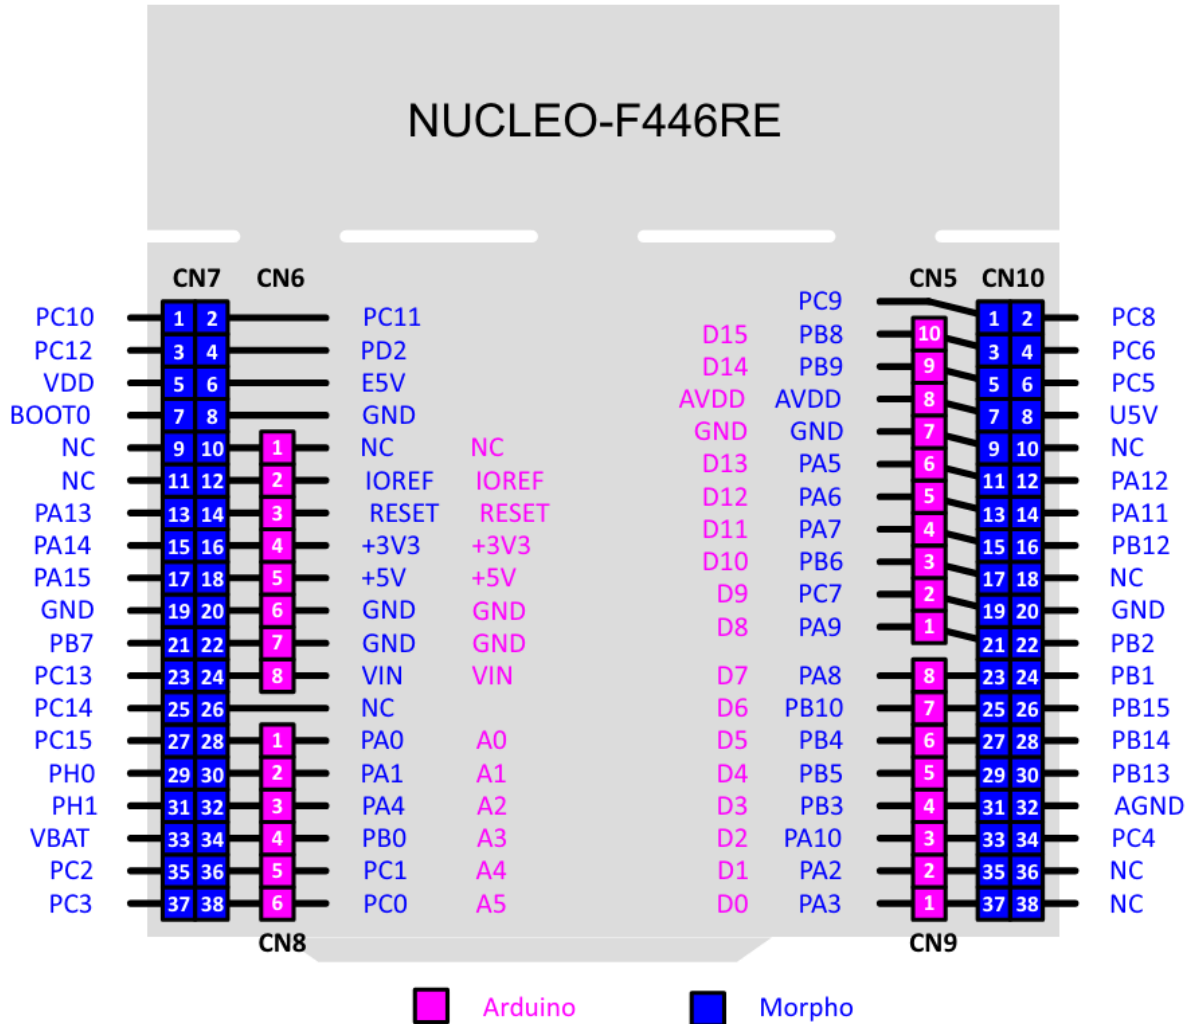 NUCLEO-F446RE
CN7 CN6 CN5 CN10
PC9
PC10 1 2 PC11 1 2 PC8
D15 PB8 10
PC12 3 4 PD2 3 4 PC6
D14 PB9 9
VDD 5 6 E5V 5 6 PC5
AVDD AVDD 8
BOOT0 7 8 GND 7 8 U5V
GND GND 7
NC 9 10 1 NC NC 9 10 NC
D13 PA5 6
NC 11 12 2 IOREF IOREF 11 12 PA12
D12 PA6 5
PA13 13 14 3 RESET RESET 13 14 PA11
D11 PA7 4
PA14 15 16 4 +3V3 +3V3 15 16 PB12
D10 PB6 3
PA15 17 18 5 +5V +5V 17 18 NC
D9 PC7 2
GND 19 20 6 GND GND 19 20 GND
D8 PA9 1
PB7 21 22 7 GND GND 21 22 PB2
PC13 23 24 8 VIN VIN D7 PA8 8 23 24 PB1
PC14 25 26 NC D6 PB10 7 25 26 PB15
PC15 27 28 1 PA0 A0 D5 PB4 6 27 28 PB14
PH0 29 30 2 PA1 A1 D4 PB5 5 29 30 PB13
PH1 31 32 3 PA4 A2 D3 PB3 4 31 32 AGND
VBAT 33 34 4 PB0 A3 D2 PA10 3 33 34 PC4
PC2 35 36 5 PC1 A4 D1 PA2 2 35 36 NC
PC3 37 38 6 PC0 A5 D0 PA3 1 37 38 NC
CN8 CN9
Arduino Morpho